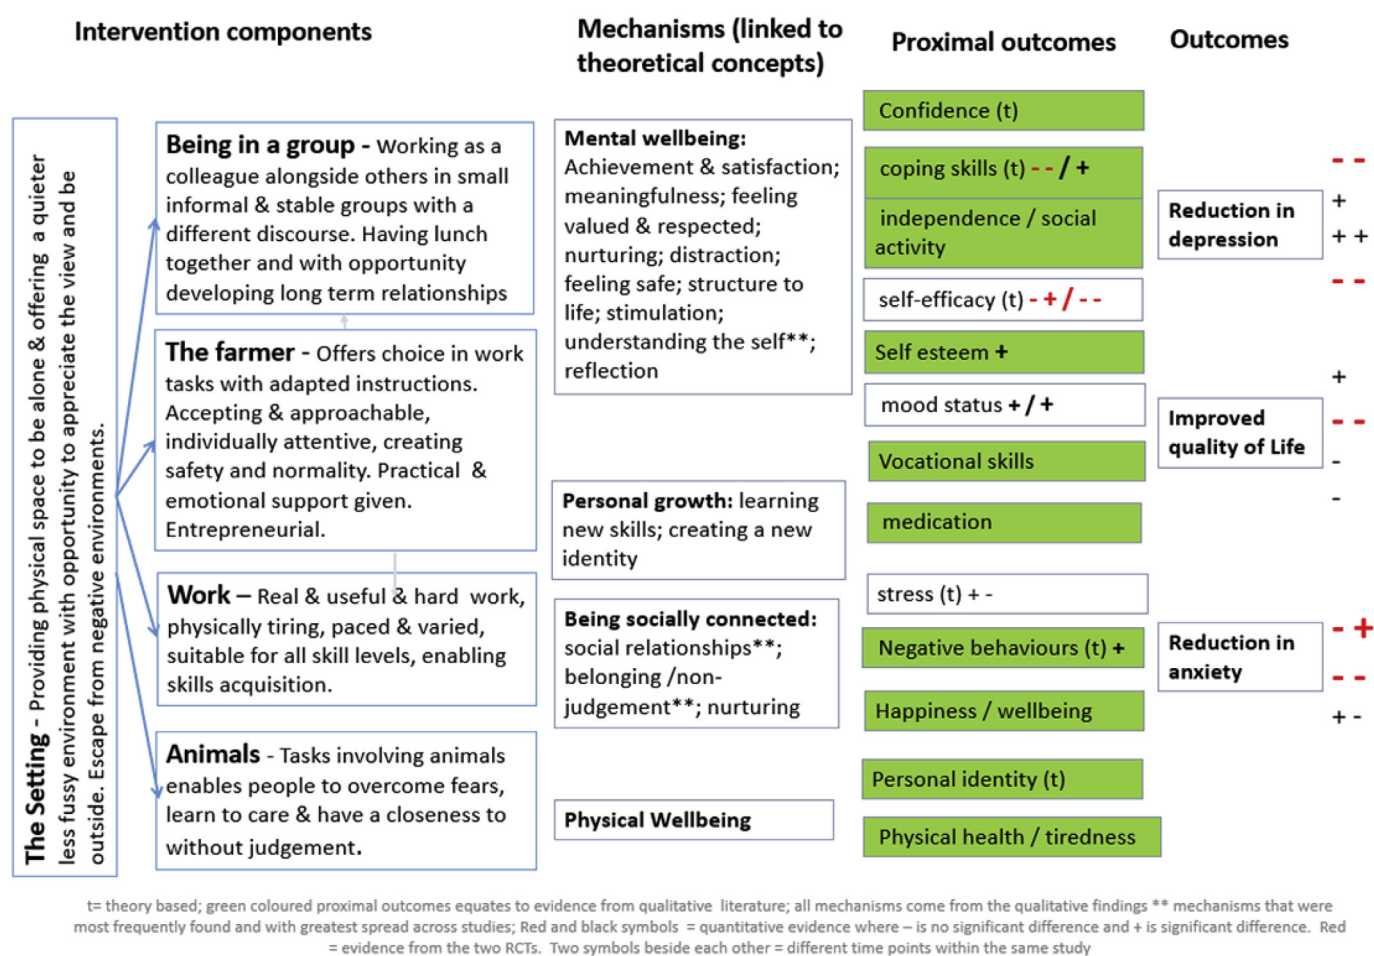 Intervention components
Mechanisms (linked to
theoretical concepts)
Proximal outcomes
Outcomes
The Setting - Providing physical space to be alone & offering a quieter
less fussy environment with opportunity to appreciate the view and be
outside. Escape from negative environments.
Being in a group - Working as a
colleague alongside others in small
informal & stable groups with a
different discourse. Having lunch
together and with opportunity
developing long term relationships
The farmer - Offers choice in work
tasks with adapted instructions.
Accepting & approachable,
individually attentive, creating
safety and normality. Practical &
emotional support given.
Entrepreneurial.
Work – Real & useful & hard work,
physically tiring, paced & varied,
suitable for all skill levels, enabling
skills acquisition.
Animals - Tasks involving animals
enables people to overcome fears,
learn to care & have a closeness to
without judgement.
Mental wellbeing:
Achievement & satisfaction;
meaningfulness; feeling
valued & respected;
nurturing; distraction;
feeling safe; structure to
life; stimulation;
understanding the self**;
reflection
Personal growth: learning
new skills; creating a new
identity
Being socially connected:
social relationships**;
belonging /non-
judgement**; nurturing
Physical Wellbeing
Confidence (t)
coping skills (t) - - / +
independence / social
activity
self-efficacy (t) - + / - -
Self esteem +
mood status + / +
Vocational skills
medication
stress (t) + -
Negative behaviours (t) +
Happiness / wellbeing
Personal identity (t)
Physical health / tiredness
Reduction in
depression
- -
+
+ +
- -
Improved
quality of Life
+
- -
-
-
Reduction in
anxiety
- +
- -
+ -
t= theory based; green coloured proximal outcomes equates to evidence from qualitative literature; all mechanisms come from the qualitative findings ** mechanisms that were
most frequently found and with greatest spread across studies; Red and black symbols = quantitative evidence where – is no significant difference and + is significant difference. Red
= evidence from the two RCTs. Two symbols beside each other = different time points within the same study